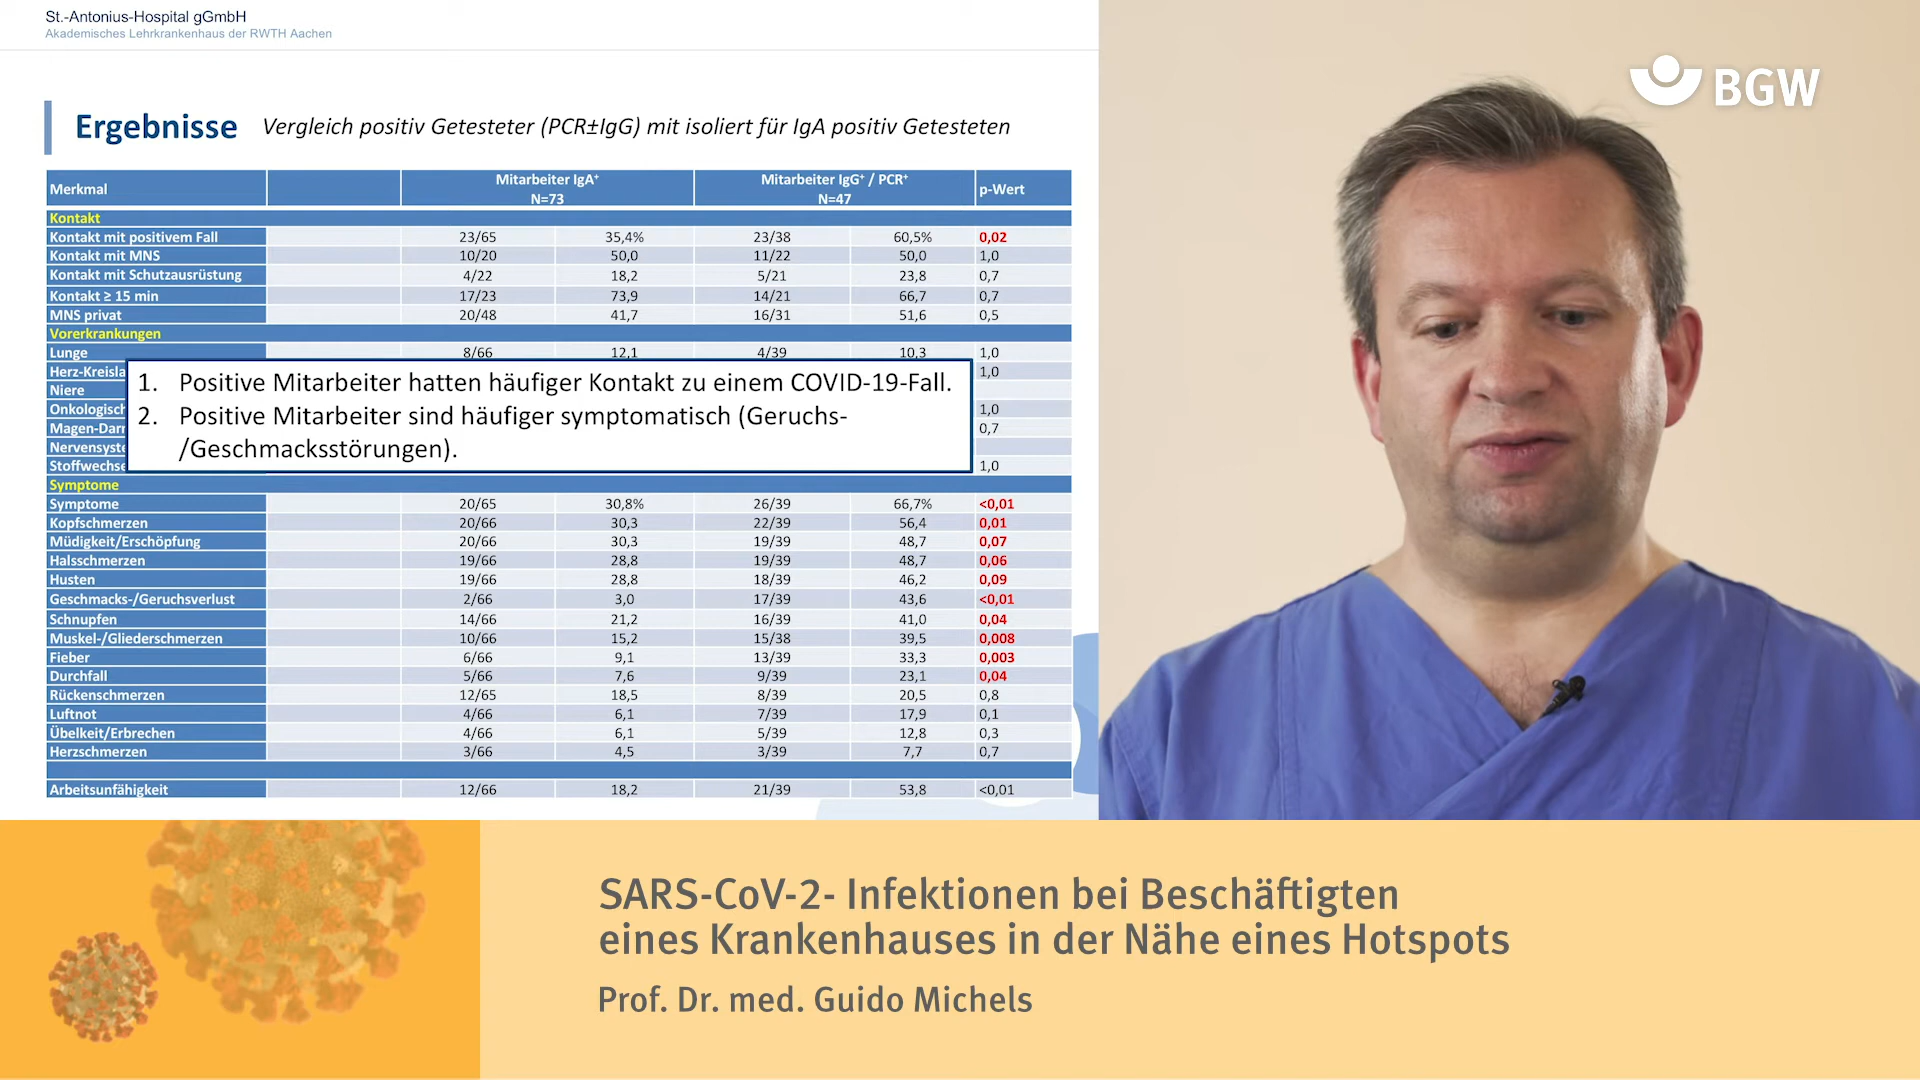 St.-Antonius-Hospital gGmbH
Akademisches Lehrkrankenhaus der RWTH Aachen
BGW
Ergebnisse Vergleich positiv Getesteter (PCR±IgG) mit isoliert für IgA positiv Getesteten
Merkmal Mitarbeiter IgA⁺ N=73 Mitarbeiter IgG⁺ / PCR⁺ N=47 p-Wert
Kontakt
Kontakt mit positivem Fall 23/65 35,4% 23/38 60,5% 0,02
Kontakt mit MNS 10/20 50,0 11/22 50,0 1,0
Kontakt mit Schutzausrüstung 4/22 18,2 5/21 23,8 0,7
Kontakt ≥ 15 min 17/23 73,9 14/21 66,7 0,7
MNS privat 20/48 41,7 16/31 51,6 0,5
Vorerkrankungen
Lunge 8/66 12,1 4/39 10,3 1,0
Herz-Kreisla 1,0
Niere
Onkologisch 1,0
Magen-Darr 0,7
Nervensyste
Stoffwechse 1,0
1. Positive Mitarbeiter hatten häufiger Kontakt zu einem COVID-19-Fall.
2. Positive Mitarbeiter sind häufiger symptomatisch (Geruchs-
/Geschmacksstörungen).
Symptome
Symptome 20/65 30,8% 26/39 66,7% <0,01
Kopfschmerzen 20/66 30,3 22/39 56,4 0,01
Müdigkeit/Erschöpfung 20/66 30,3 19/39 48,7 0,07
Halsschmerzen 19/66 28,8 19/39 48,7 0,06
Husten 19/66 28,8 18/39 46,2 0,09
Geschmacks-/Geruchsverlust 2/66 3,0 17/39 43,6 <0,01
Schnupfen 14/66 21,2 16/39 41,0 0,04
Muskel-/Gliederschmerzen 10/66 15,2 15/38 39,5 0,008
Fieber 6/66 9,1 13/39 33,3 0,003
Durchfall 5/66 7,6 9/39 23,1 0,04
Rückenschmerzen 12/65 18,5 8/39 20,5 0,8
Luftnot 4/66 6,1 7/39 17,9 0,1
Übelkeit/Erbrechen 4/66 6,1 5/39 12,8 0,3
Herzschmerzen 3/66 4,5 3/39 7,7 0,7
Arbeitsunfähigkeit 12/66 18,2 21/39 53,8 <0,01
SARS-CoV-2- Infektionen bei Beschäftigten
eines Krankenhauses in der Nähe eines Hotspots
Prof. Dr. med. Guido Michels